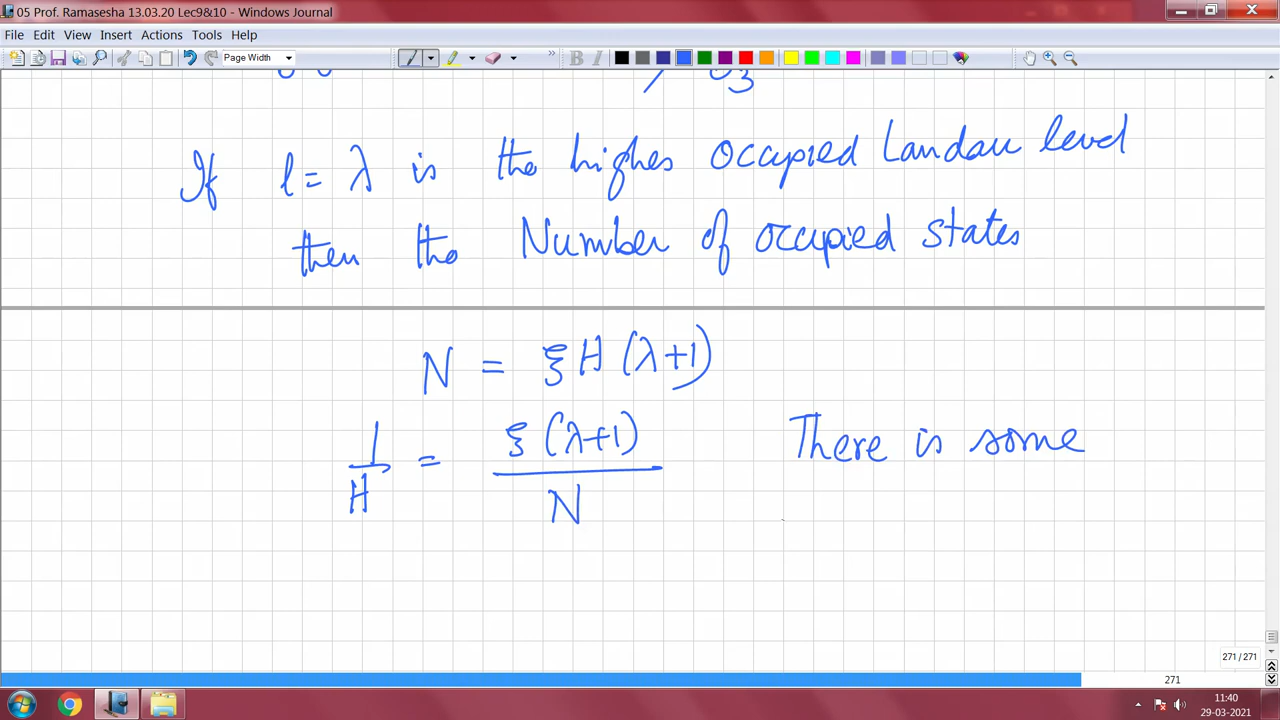 05 Prof. Ramasesha 13.03.20 Lec9&10 - Windows Journal
File Edit View Insert Actions Tools Help
Page Width
If l = λ is the highes occupied Landau level
then the Number of occupied states
N = ξH(λ+1)
1/H = ξ(λ+1)/N There is some
271 / 271
271
11:40
29-03-2021